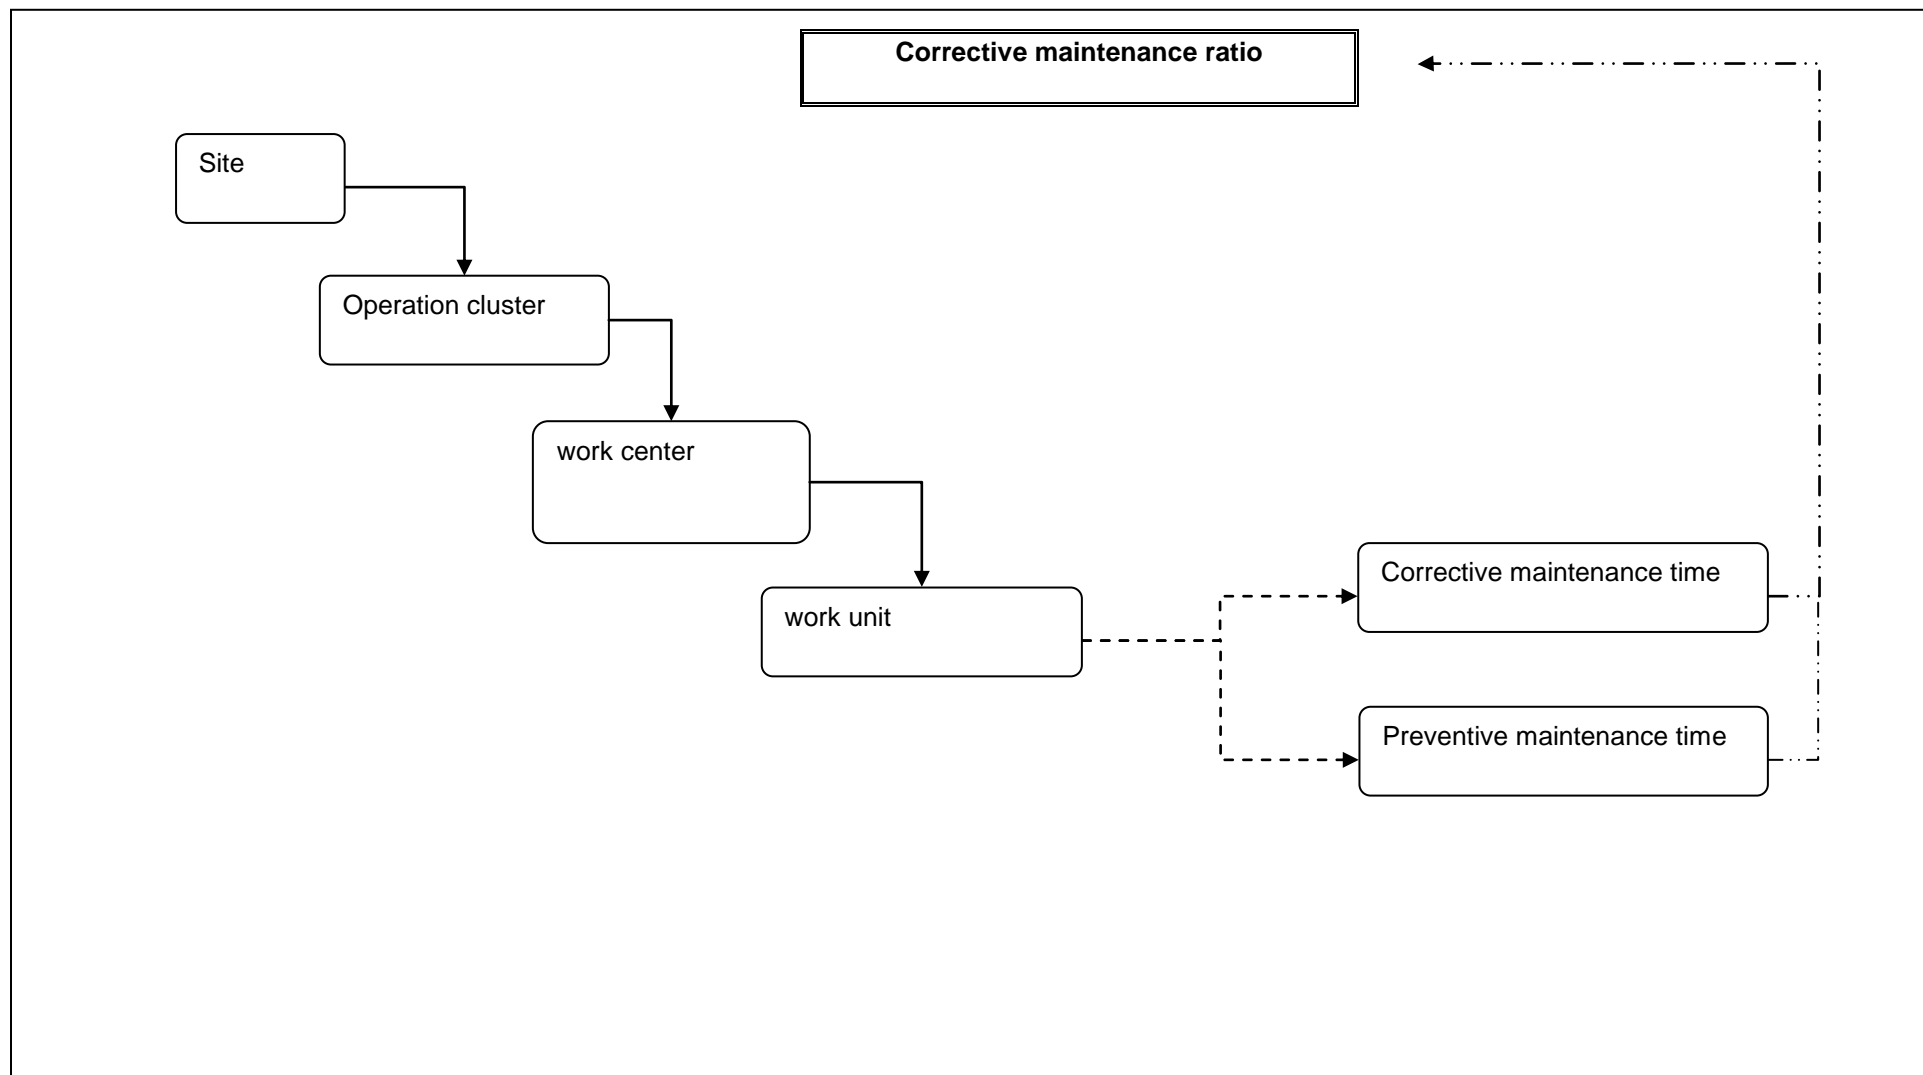 Corrective maintenance ratio
Site
Operation cluster
work center
work unit
Corrective maintenance time
Preventive maintenance time